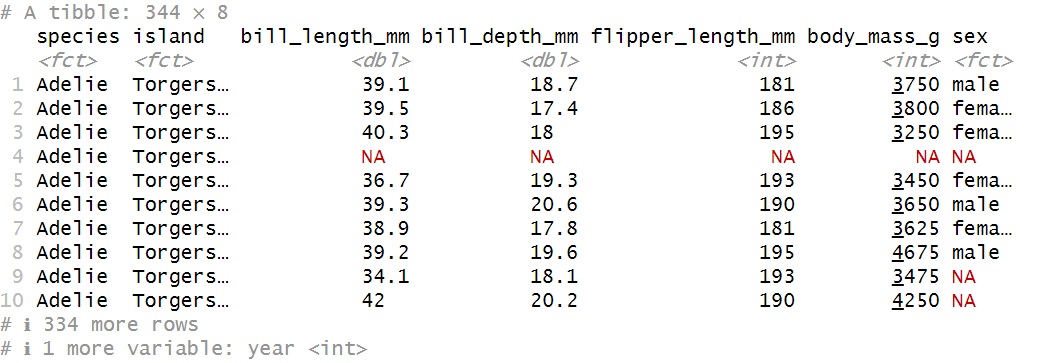 # A tibble: 344 × 8
species island bill_length_mm bill_depth_mm flipper_length_mm body_mass_g sex
<fct> <fct> <dbl> <dbl> <int> <int> <fct>
1 Adelie Torgers… 39.1 18.7 181 3750 male
2 Adelie Torgers… 39.5 17.4 186 3800 fema…
3 Adelie Torgers… 40.3 18 195 3250 fema…
4 Adelie Torgers… NA NA NA NA NA
5 Adelie Torgers… 36.7 19.3 193 3450 fema…
6 Adelie Torgers… 39.3 20.6 190 3650 male
7 Adelie Torgers… 38.9 17.8 181 3625 fema…
8 Adelie Torgers… 39.2 19.6 195 4675 male
9 Adelie Torgers… 34.1 18.1 193 3475 NA
10 Adelie Torgers… 42 20.2 190 4250 NA
# ℹ 334 more rows
# ℹ 1 more variable: year <int>